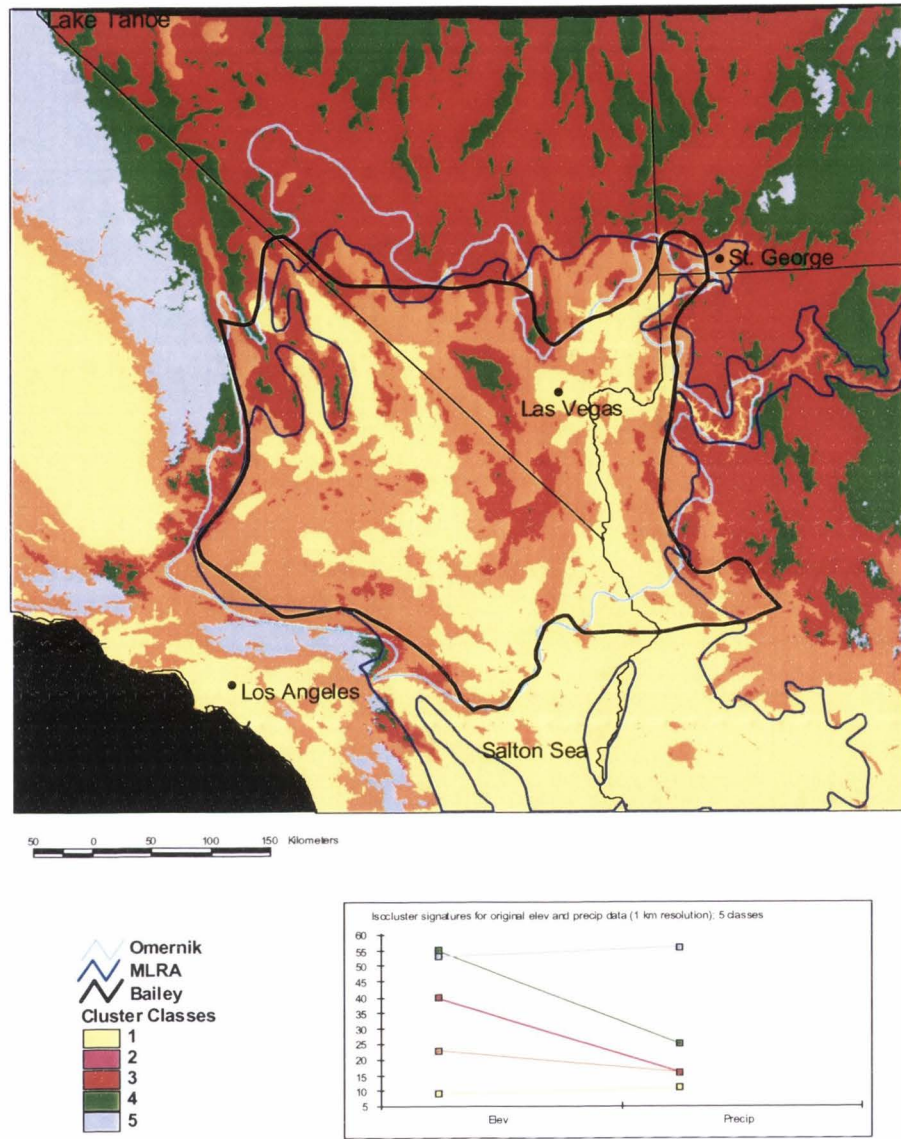 Lake Tahoe
St. George
Las Vegas
Los Angeles
Salton Sea
50 0 50 100 150 Kilometers
Omernik
MLRA
Bailey
Cluster Classes
1
2
3
4
5
Isocluster signatures for original elev and precip data (1 km resolution); 5 classes
60
55
50
45
40
35
30
25
20
15
10
5
Elev
Precip